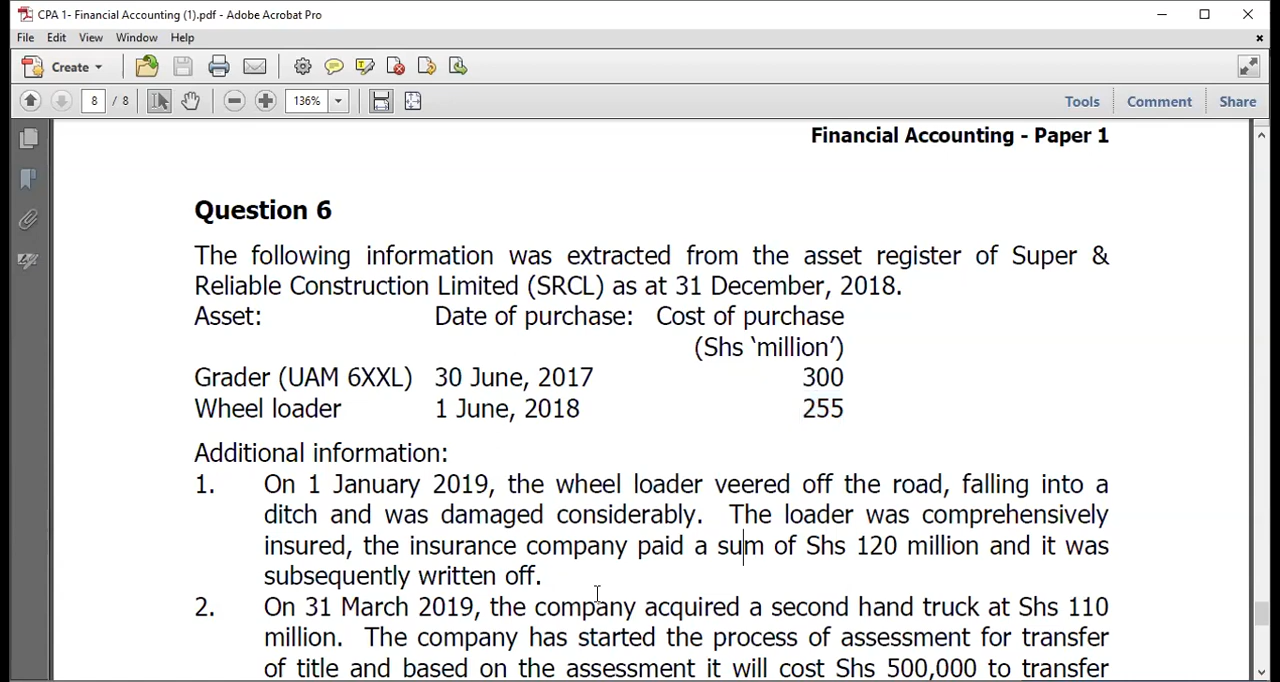 CPA 1- Financial Accounting (1).pdf - Adobe Acrobat Pro
File Edit View Window Help
Create
8 / 8 136% Tools Comment Share
Financial Accounting - Paper 1
Question 6
The following information was extracted from the asset register of Super &
Reliable Construction Limited (SRCL) as at 31 December, 2018.
Asset: Date of purchase: Cost of purchase
(Shs ‘million’)
Grader (UAM 6XXL) 30 June, 2017 300
Wheel loader 1 June, 2018 255
Additional information:
1. On 1 January 2019, the wheel loader veered off the road, falling into a
ditch and was damaged considerably. The loader was comprehensively
insured, the insurance company paid a sum of Shs 120 million and it was
subsequently written off.
2. On 31 March 2019, the company acquired a second hand truck at Shs 110
million. The company has started the process of assessment for transfer
of title and based on the assessment it will cost Shs 500,000 to transfer